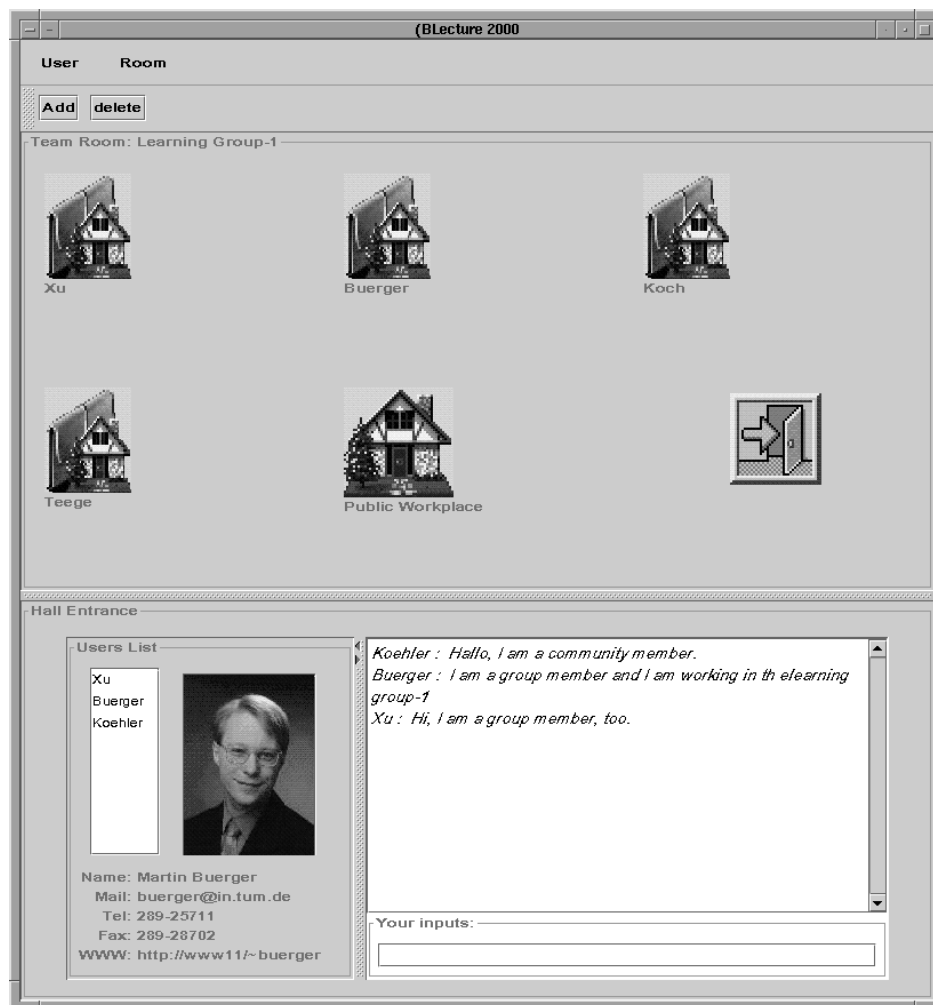 (BLecture 2000
User Room
Add delete
Team Room: Learning Group-1
Xu Buerger Koch
Teege Public Workplace
Hall Entrance
Users List
Xu
Buerger
Koehler
Name: Martin Buerger
Mail: buerger@in.tum.de
Tel: 289-25711
Fax: 289-28702
WWW: http://www11/~buerger
Koehler : Hallo, I am a community member.
Buerger : I am a group member and I am working in th elearning
group-1
Xu : Hi, I am a group member, too.
Your inputs: